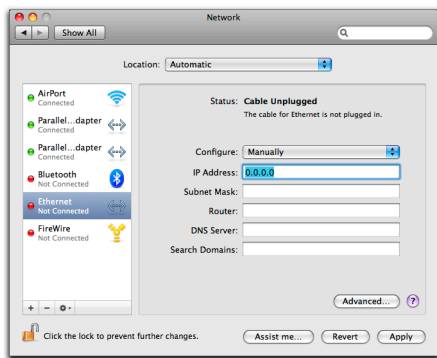 Network
Show All
Location: Automatic
AirPort
Connected
Parallel...dapter
Connected
Parallel...dapter
Connected
Bluetooth
Not Connected
Ethernet
Not Connected
FireWire
Not Connected
Status: Cable Unplugged
The cable for Ethernet is not plugged in.
Configure: Manually
IP Address: 0.0.0.0
Subnet Mask:
Router:
DNS Server:
Search Domains:
Advanced... ?
+ −
Click the lock to prevent further changes.
Assist me... Revert Apply